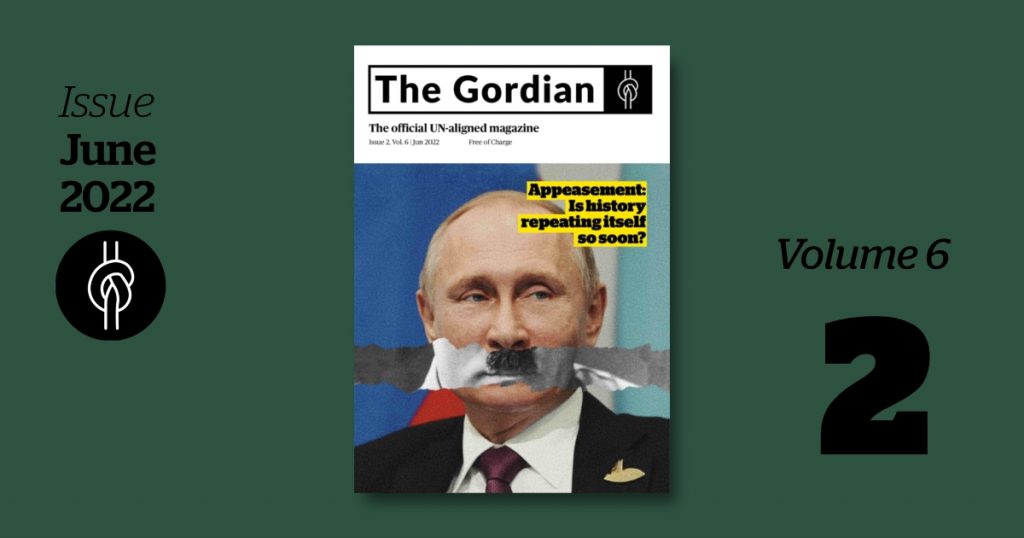 Issue
June
2022
The Gordian
The official UN-aligned magazine
Issue 2, Vol. 6 | Jun 2022 Free of Charge
Appeasement:
Is history
repeating itself
so soon?
Volume 6
2